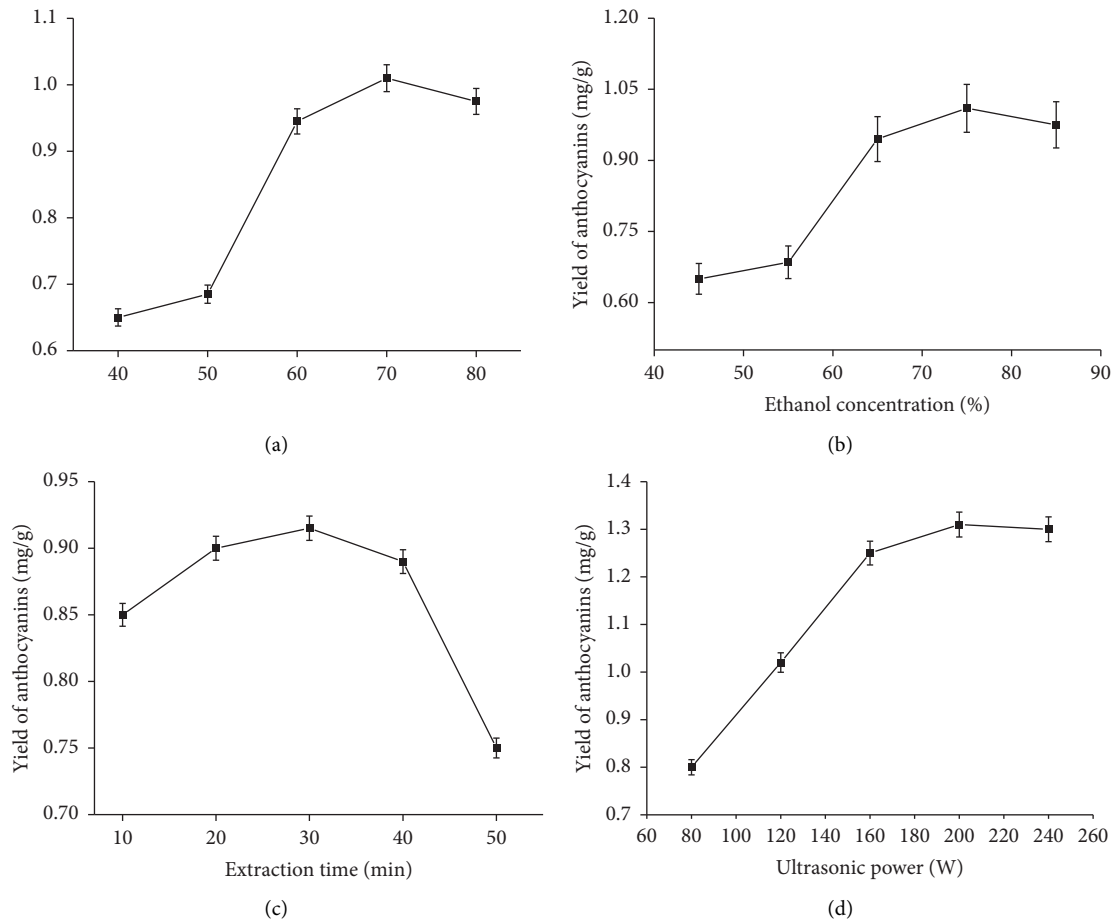 1.1
1.0
0.9
0.8
0.7
0.6
40 50 60 70 80
(a)
Yield of anthocyanins (mg/g)
1.20
1.05
0.90
0.75
0.60
40 50 60 70 80 90
Ethanol concentration (%)
(b)
Yield of anthocyanins (mg/g)
0.95
0.90
0.85
0.80
0.75
0.70
10 20 30 40 50
Extraction time (min)
(c)
Yield of anthocyanins (mg/g)
1.4
1.3
1.2
1.1
1.0
0.9
0.8
0.7
60 80 100 120 140 160 180 200 220 240 260
Ultrasonic power (W)
(d)